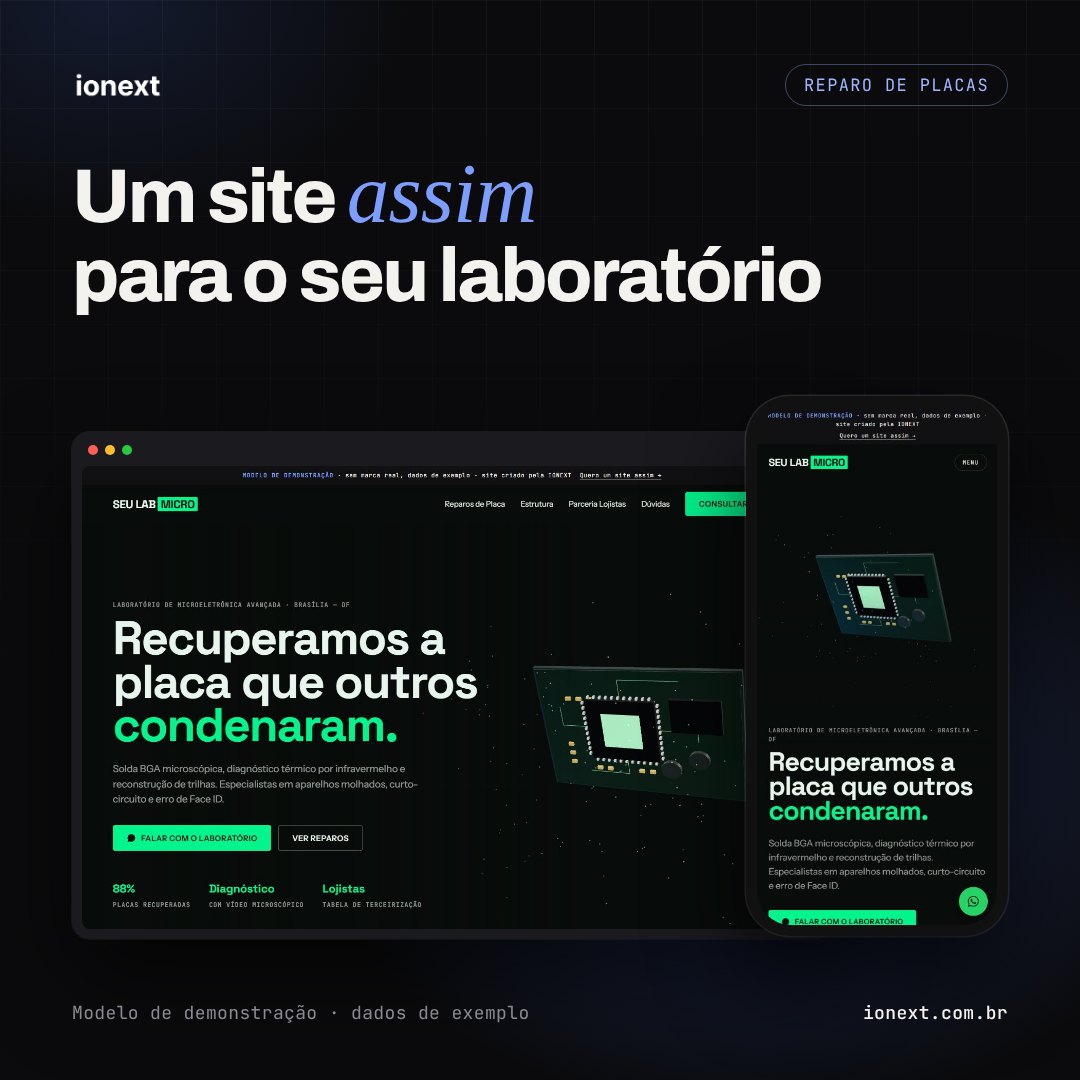 ionext
REPARO DE PLACAS
Um site assim
para o seu laboratório
MODELO DE DEMONSTRAÇÃO · sem marca real, dados de exemplo · site criado pela IONEXT Quero um site assim →
SEU LAB MICRO
Reparos de Placa Estrutura Parceria Lojistas Dúvidas CONSULTAR
LABORATÓRIO DE MICROELETRÔNICA AVANÇADA · BRASÍLIA — DF
Recuperamos a
placa que outros
condenaram.
Solda BGA microscópica, diagnóstico térmico por infravermelho e
reconstrução de trilhas. Especialistas em aparelhos molhados, curto-
circuito e erro de Face ID.
FALAR COM O LABORATÓRIO VER REPAROS
88% Diagnóstico Lojistas
PLACAS RECUPERADAS COM VÍDEO MICROSCÓPICO TABELA DE TERCEIRIZAÇÃO
MODELO DE DEMONSTRAÇÃO · sem marca real, dados de exemplo ·
site criado pela IONEXT
Quero um site assim →
SEU LAB MICRO MENU
LABORATÓRIO DE MICROELETRÔNICA AVANÇADA · BRASÍLIA —
DF
Recuperamos a
placa que outros
condenaram.
Solda BGA microscópica, diagnóstico térmico por
infravermelho e reconstrução de trilhas.
Especialistas em aparelhos molhados, curto-circuito
e erro de Face ID.
FALAR COM O LABORATÓRIO
Modelo de demonstração · dados de exemplo
ionext.com.br